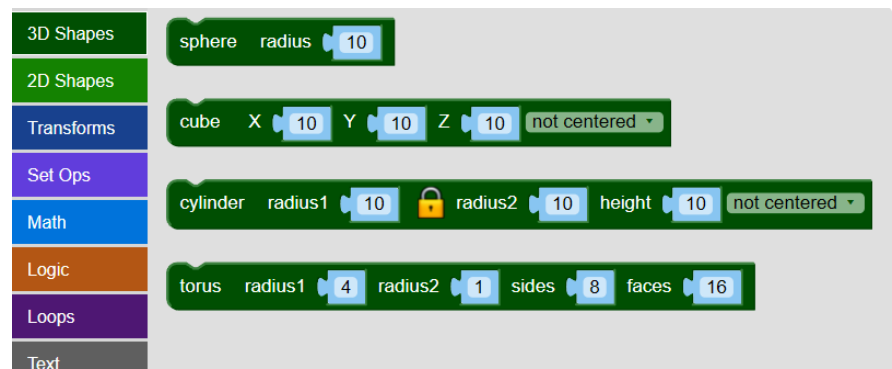 3D Shapes
2D Shapes
Transforms
Set Ops
Math
Logic
Loops
Text
sphere radius 10
cube X 10 Y 10 Z 10 not centered
cylinder radius1 10 radius2 10 height 10 not centered
torus radius1 4 radius2 1 sides 8 faces 16